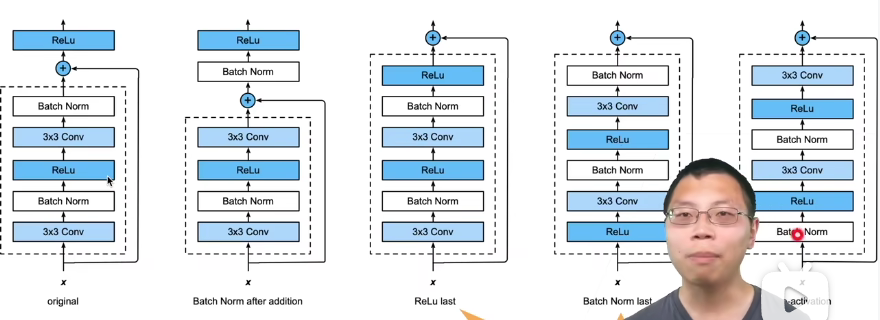 ReLu
+
Batch Norm
3x3 Conv
ReLu
Batch Norm
3x3 Conv
x
original
ReLu
Batch Norm
+
3x3 Conv
ReLu
Batch Norm
3x3 Conv
x
Batch Norm after addition
+
ReLu
Batch Norm
3x3 Conv
ReLu
Batch Norm
3x3 Conv
x
ReLu last
+
Batch Norm
3x3 Conv
ReLu
Batch Norm
3x3 Conv
ReLu
x
Batch Norm last
+
3x3 Conv
ReLu
Batch Norm
3x3 Conv
ReLu
Batch Norm
x
-activation